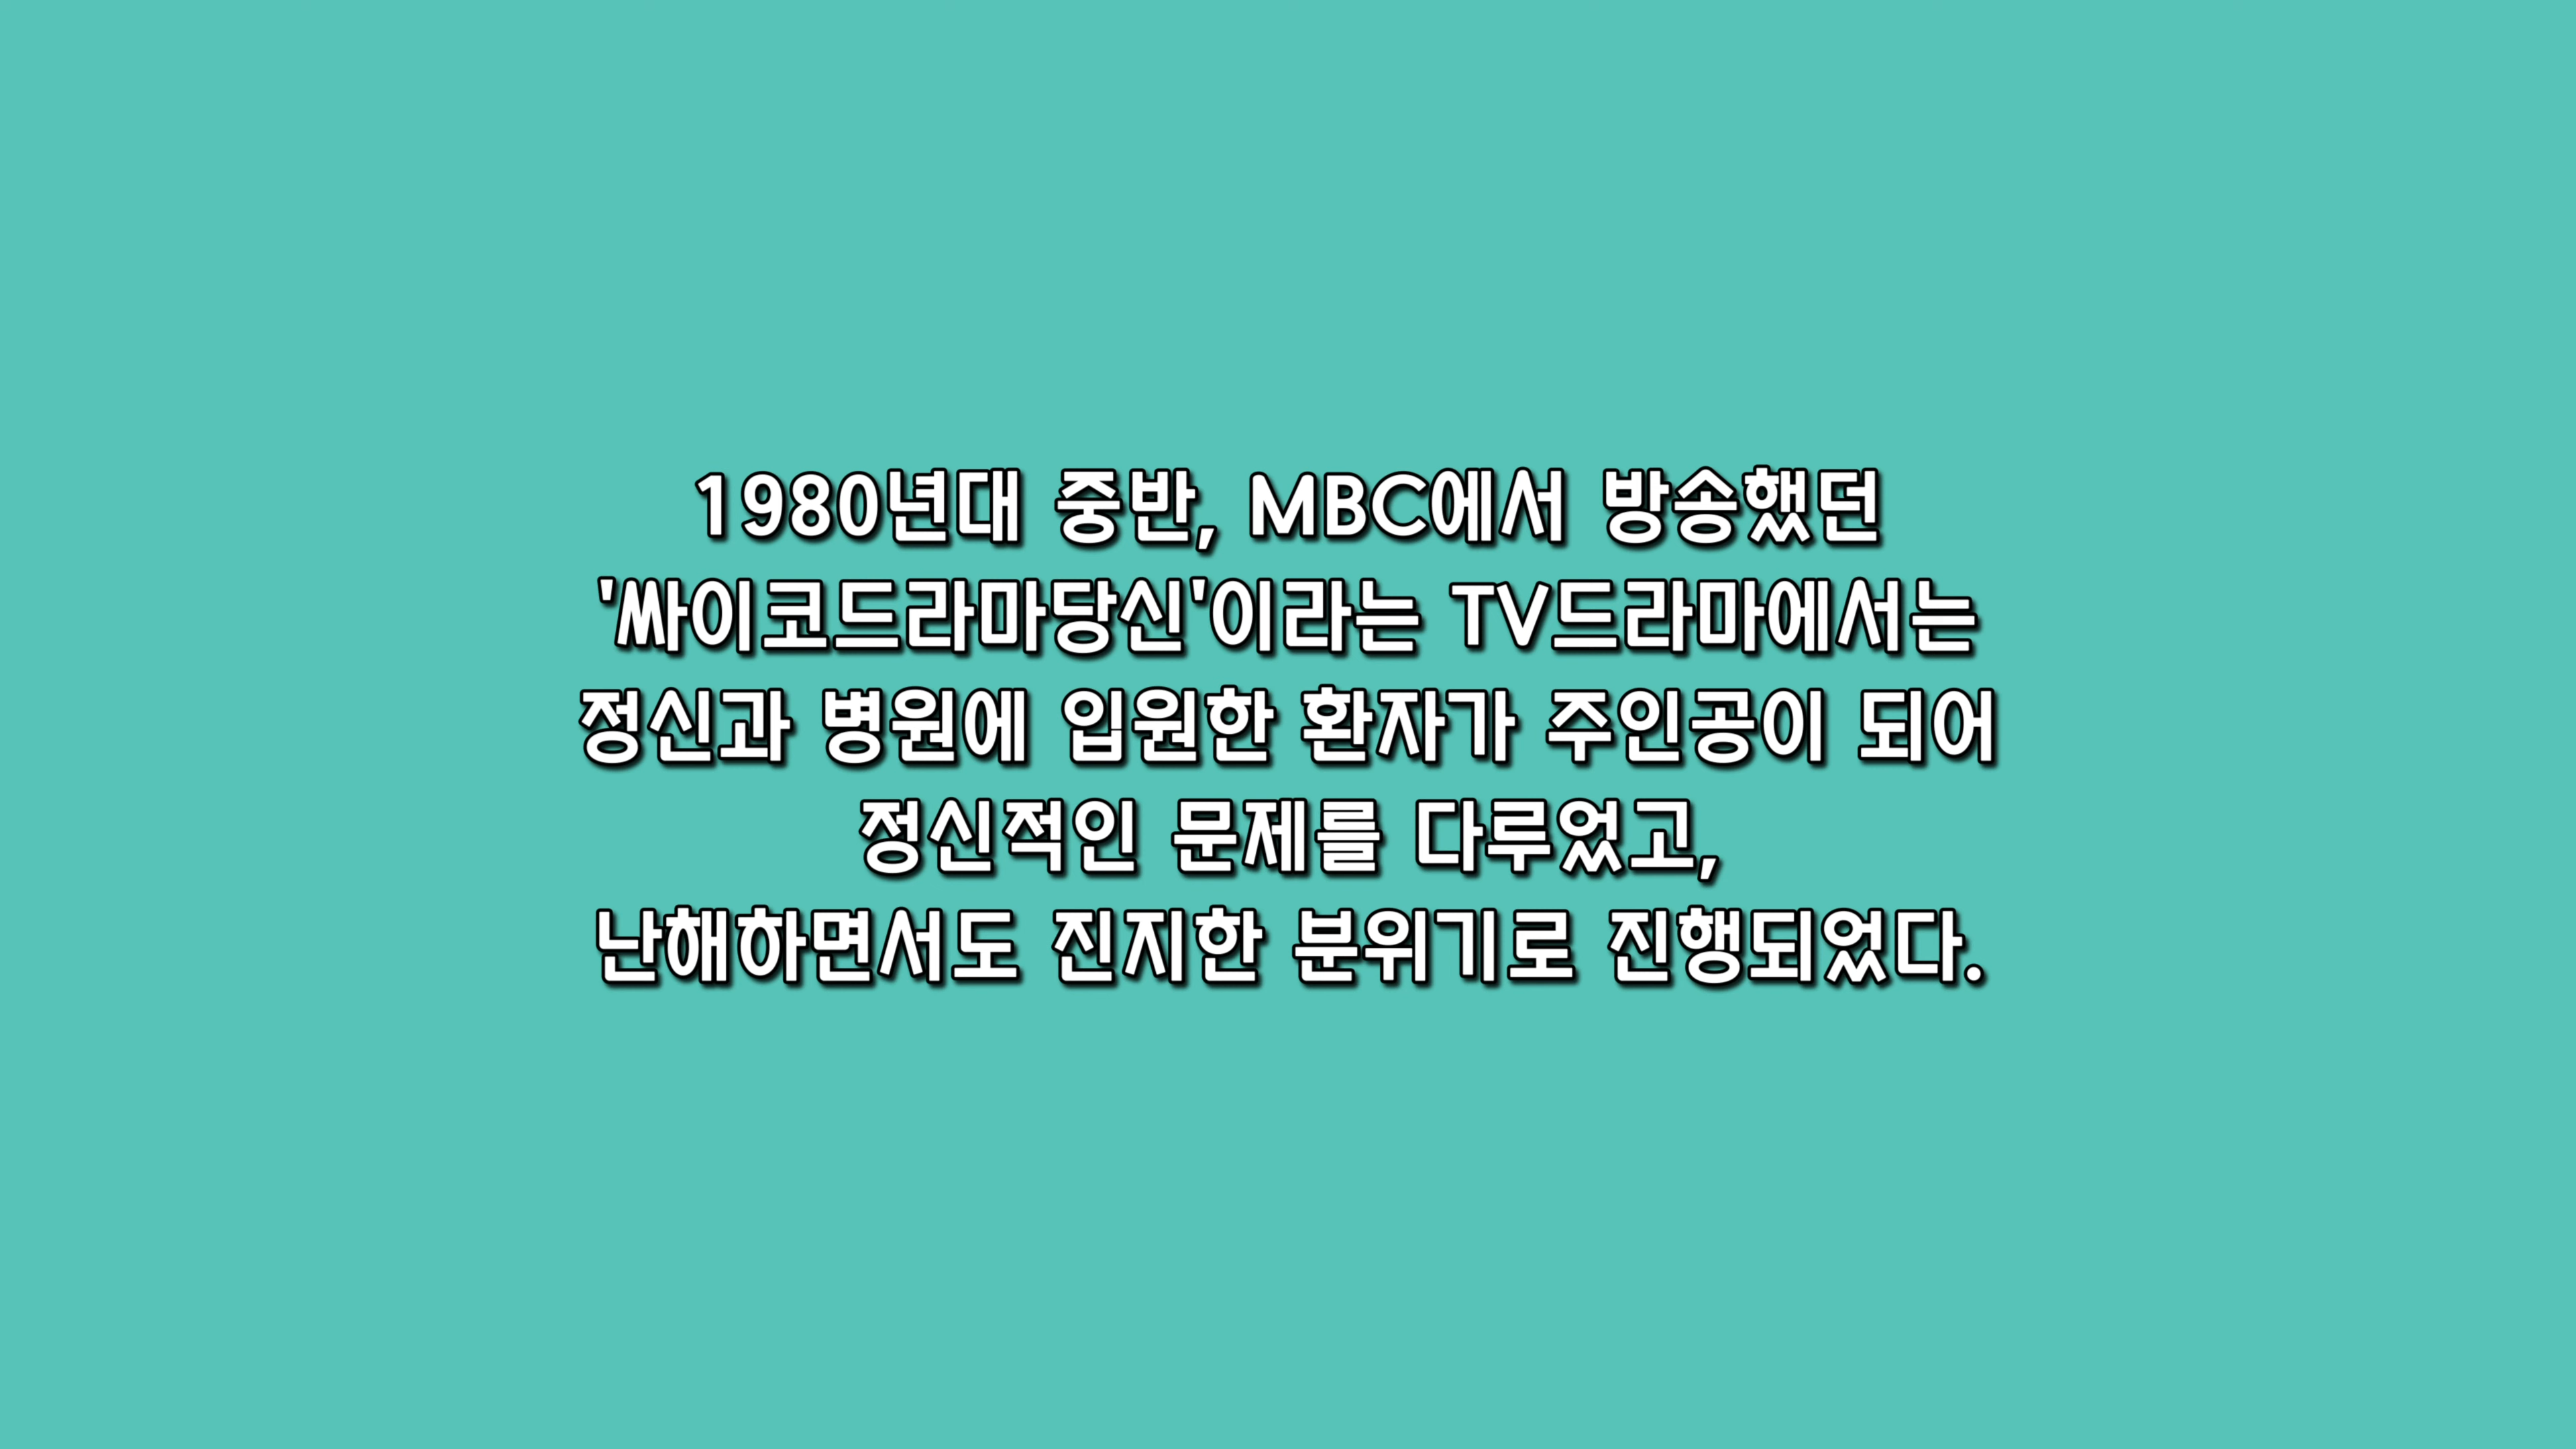 1980년대 중반, MBC에서 방송했던
'싸이코드라마당신'이라는 TV드라마에서는
정신과 병원에 입원한 환자가 주인공이 되어
정신적인 문제를 다루었고,
난해하면서도 진지한 분위기로 진행되었다.